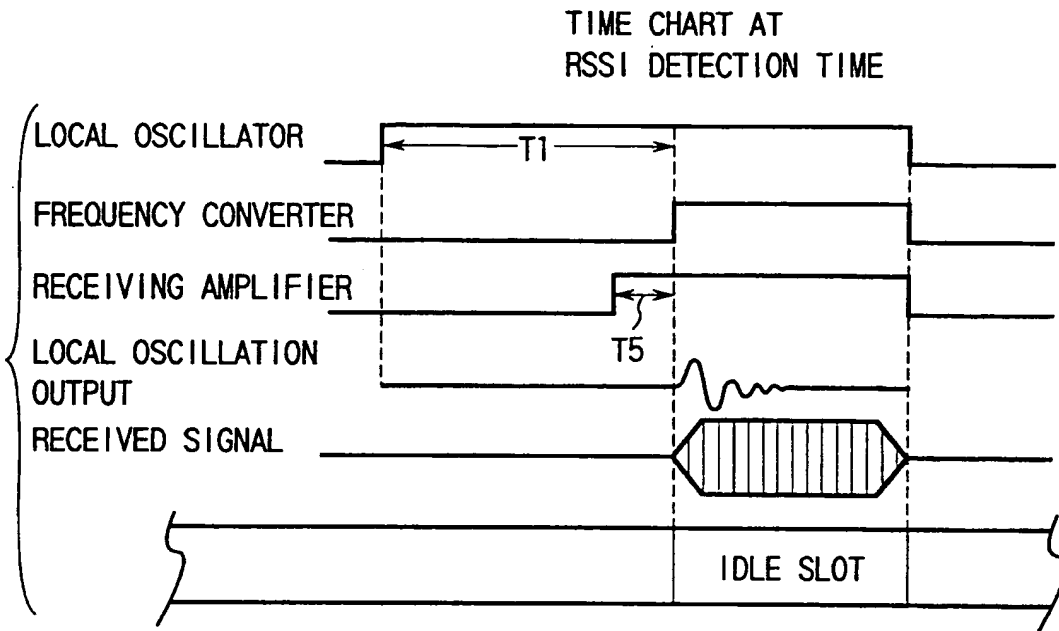 TIME CHART AT
RSSI DETECTION TIME
LOCAL OSCILLATOR
T1
FREQUENCY CONVERTER
RECEIVING AMPLIFIER
T5
LOCAL OSCILLATION
OUTPUT
RECEIVED SIGNAL
IDLE SLOT